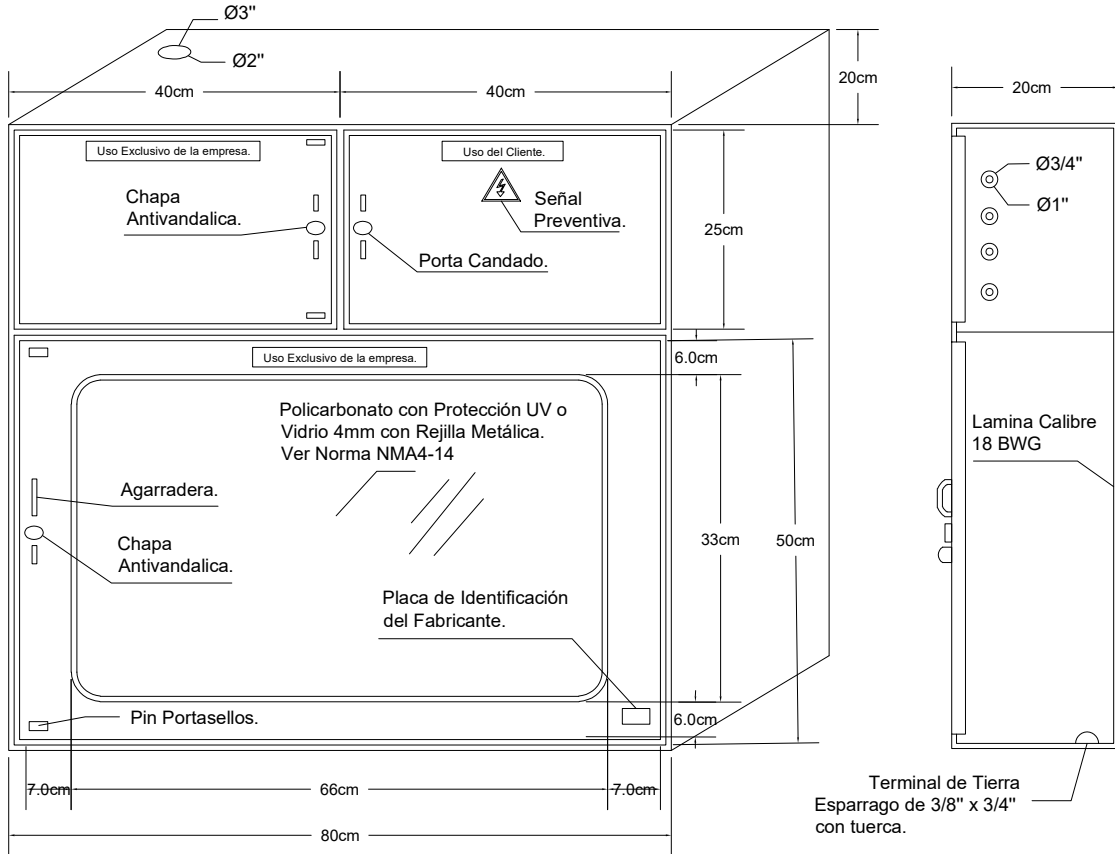 Ø3"
Ø2"
40cm
40cm
20cm
20cm
Uso Exclusivo de la empresa.
Uso del Cliente.
Chapa
Antivandalica.
Señal
Preventiva.
Porta Candado.
25cm
Ø3/4"
Ø1"
Uso Exclusivo de la empresa.
6.0cm
Policarbonato con Protección UV o
Vidrio 4mm con Rejilla Metálica.
Ver Norma NMA4-14
Lamina Calibre
18 BWG
Agarradera.
Chapa
Antivandalica.
33cm
50cm
Placa de Identificación
del Fabricante.
Pin Portasellos.
6.0cm
7.0cm
66cm
7.0cm
Terminal de Tierra
Esparrago de 3/8" x 3/4"
con tuerca.
80cm